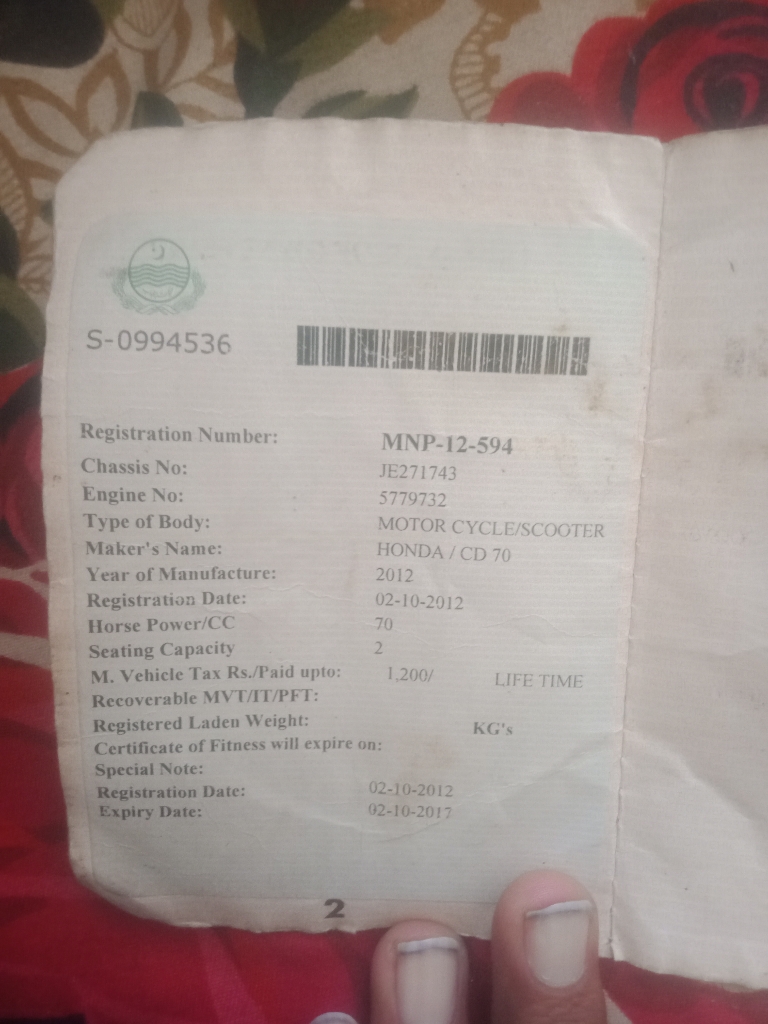 S-0994536
Registration Number: MNP-12-594
Chassis No: JE271743
Engine No: 5779732
Type of Body: MOTOR CYCLE/SCOOTER
Maker's Name: HONDA / CD 70
Year of Manufacture: 2012
Registration Date: 02-10-2012
Horse Power/CC 70
Seating Capacity 2
M. Vehicle Tax Rs./Paid upto: 1,200/ LIFE TIME
Recoverable MVT/IT/PFT:
Registered Laden Weight: KG's
Certificate of Fitness will expire on:
Special Note:
Registration Date: 02-10-2012
Expiry Date: 02-10-2017
2